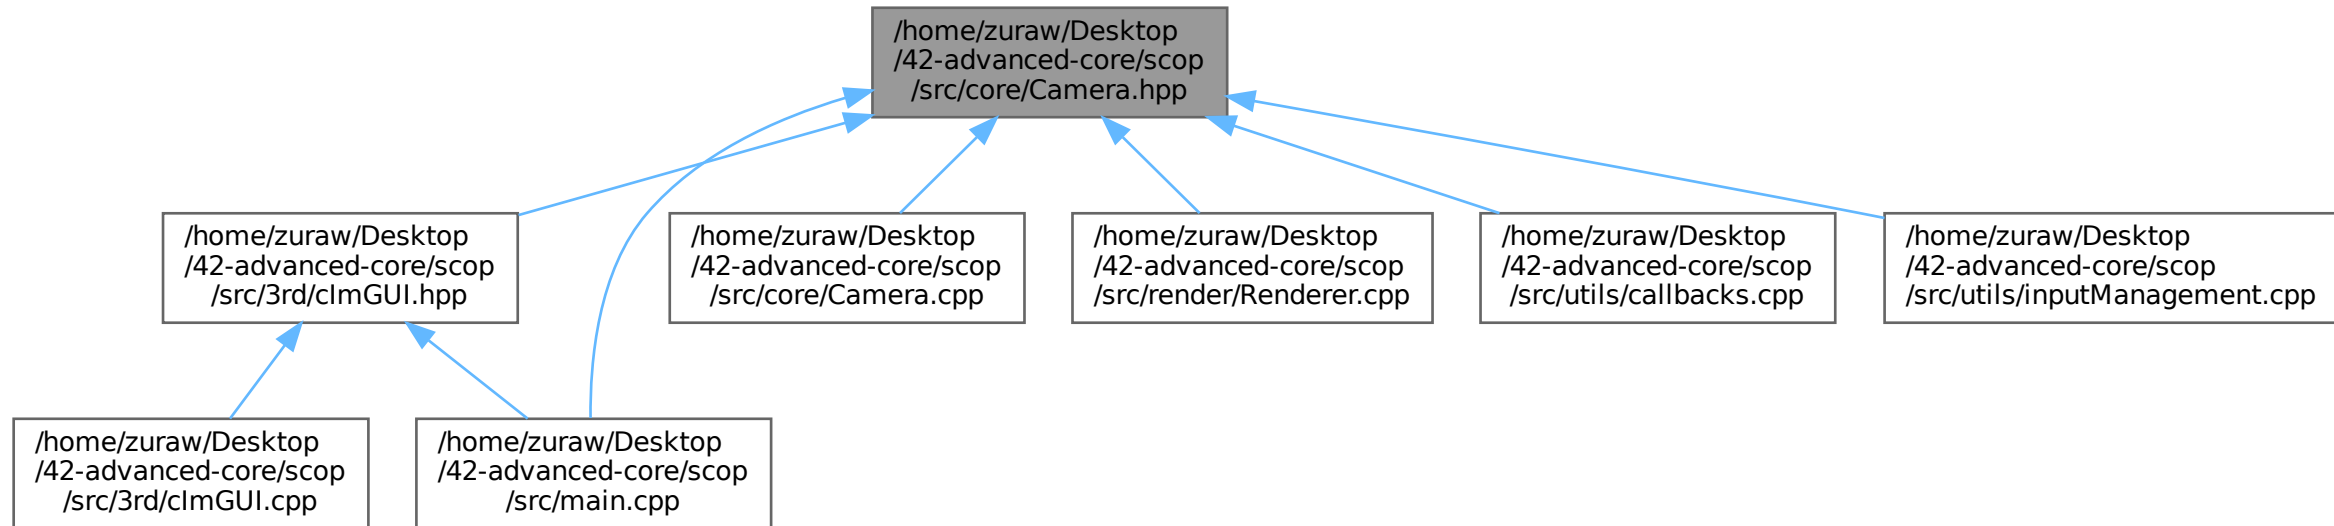 /home/zuraw/Desktop
/42-advanced-core/scop
/src/core/Camera.hpp
/home/zuraw/Desktop
/42-advanced-core/scop
/src/3rd/cImGUI.hpp
/home/zuraw/Desktop
/42-advanced-core/scop
/src/core/Camera.cpp
/home/zuraw/Desktop
/42-advanced-core/scop
/src/render/Renderer.cpp
/home/zuraw/Desktop
/42-advanced-core/scop
/src/utils/callbacks.cpp
/home/zuraw/Desktop
/42-advanced-core/scop
/src/utils/inputManagement.cpp
/home/zuraw/Desktop
/42-advanced-core/scop
/src/3rd/cImGUI.cpp
/home/zuraw/Desktop
/42-advanced-core/scop
/src/main.cpp